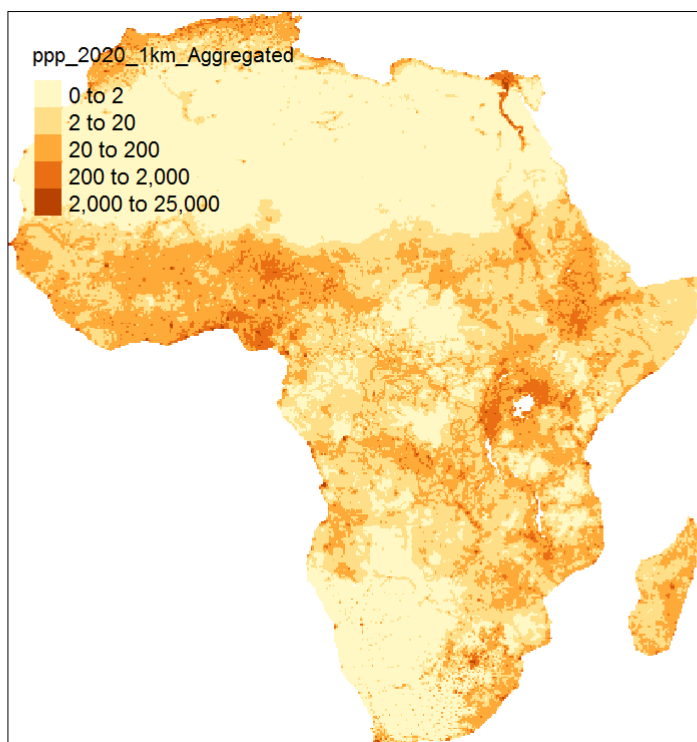 ppp_2020_1km_Aggregated
0 to 2
2 to 20
20 to 200
200 to 2,000
2,000 to 25,000